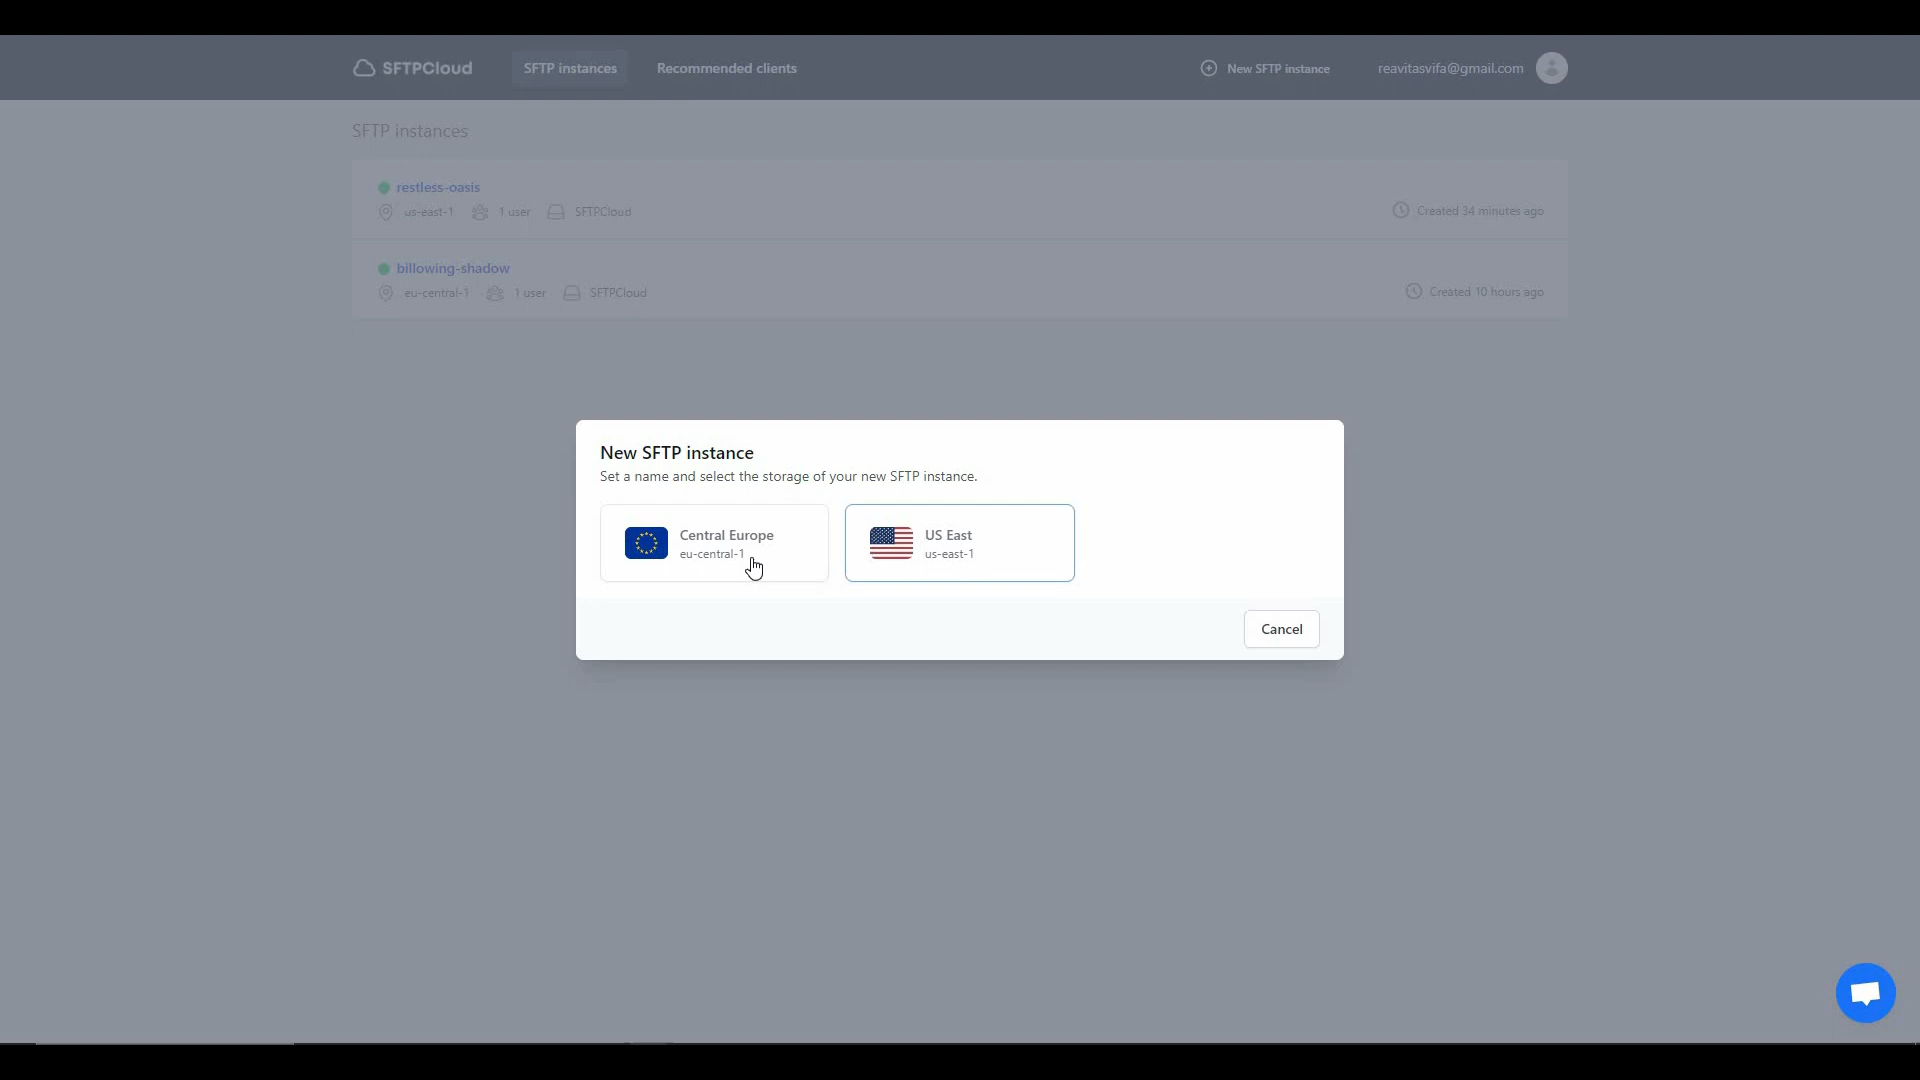 SFTPCloud
SFTP instances
Recommended clients
New SFTP instance
reavitasvifa@gmail.com
SFTP instances
restless-oasis
us-east-1 1 user SFTPCloud
Created 34 minutes ago
billowing-shadow
eu-central-1 1 user SFTPCloud
Created 10 hours ago
New SFTP instance
Set a name and select the storage of your new SFTP instance.
Central Europe
eu-central-1
US East
us-east-1
Cancel